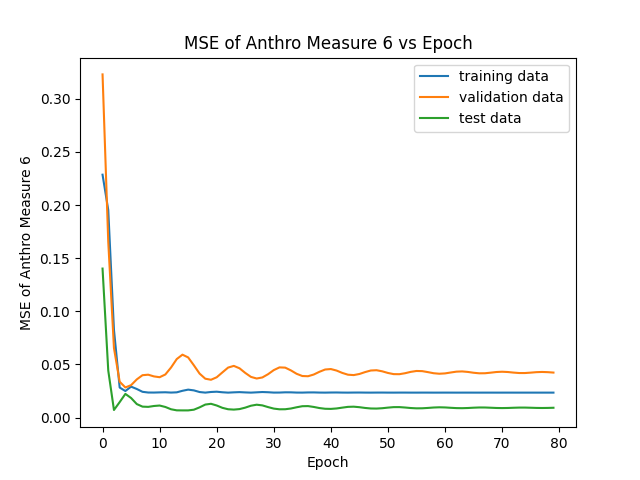 MSE of Anthro Measure 6 vs Epoch
training data
validation data
test data
MSE of Anthro Measure 6
0.30
0.25
0.20
0.15
0.10
0.05
0.00
0 10 20 30 40 50 60 70 80
Epoch